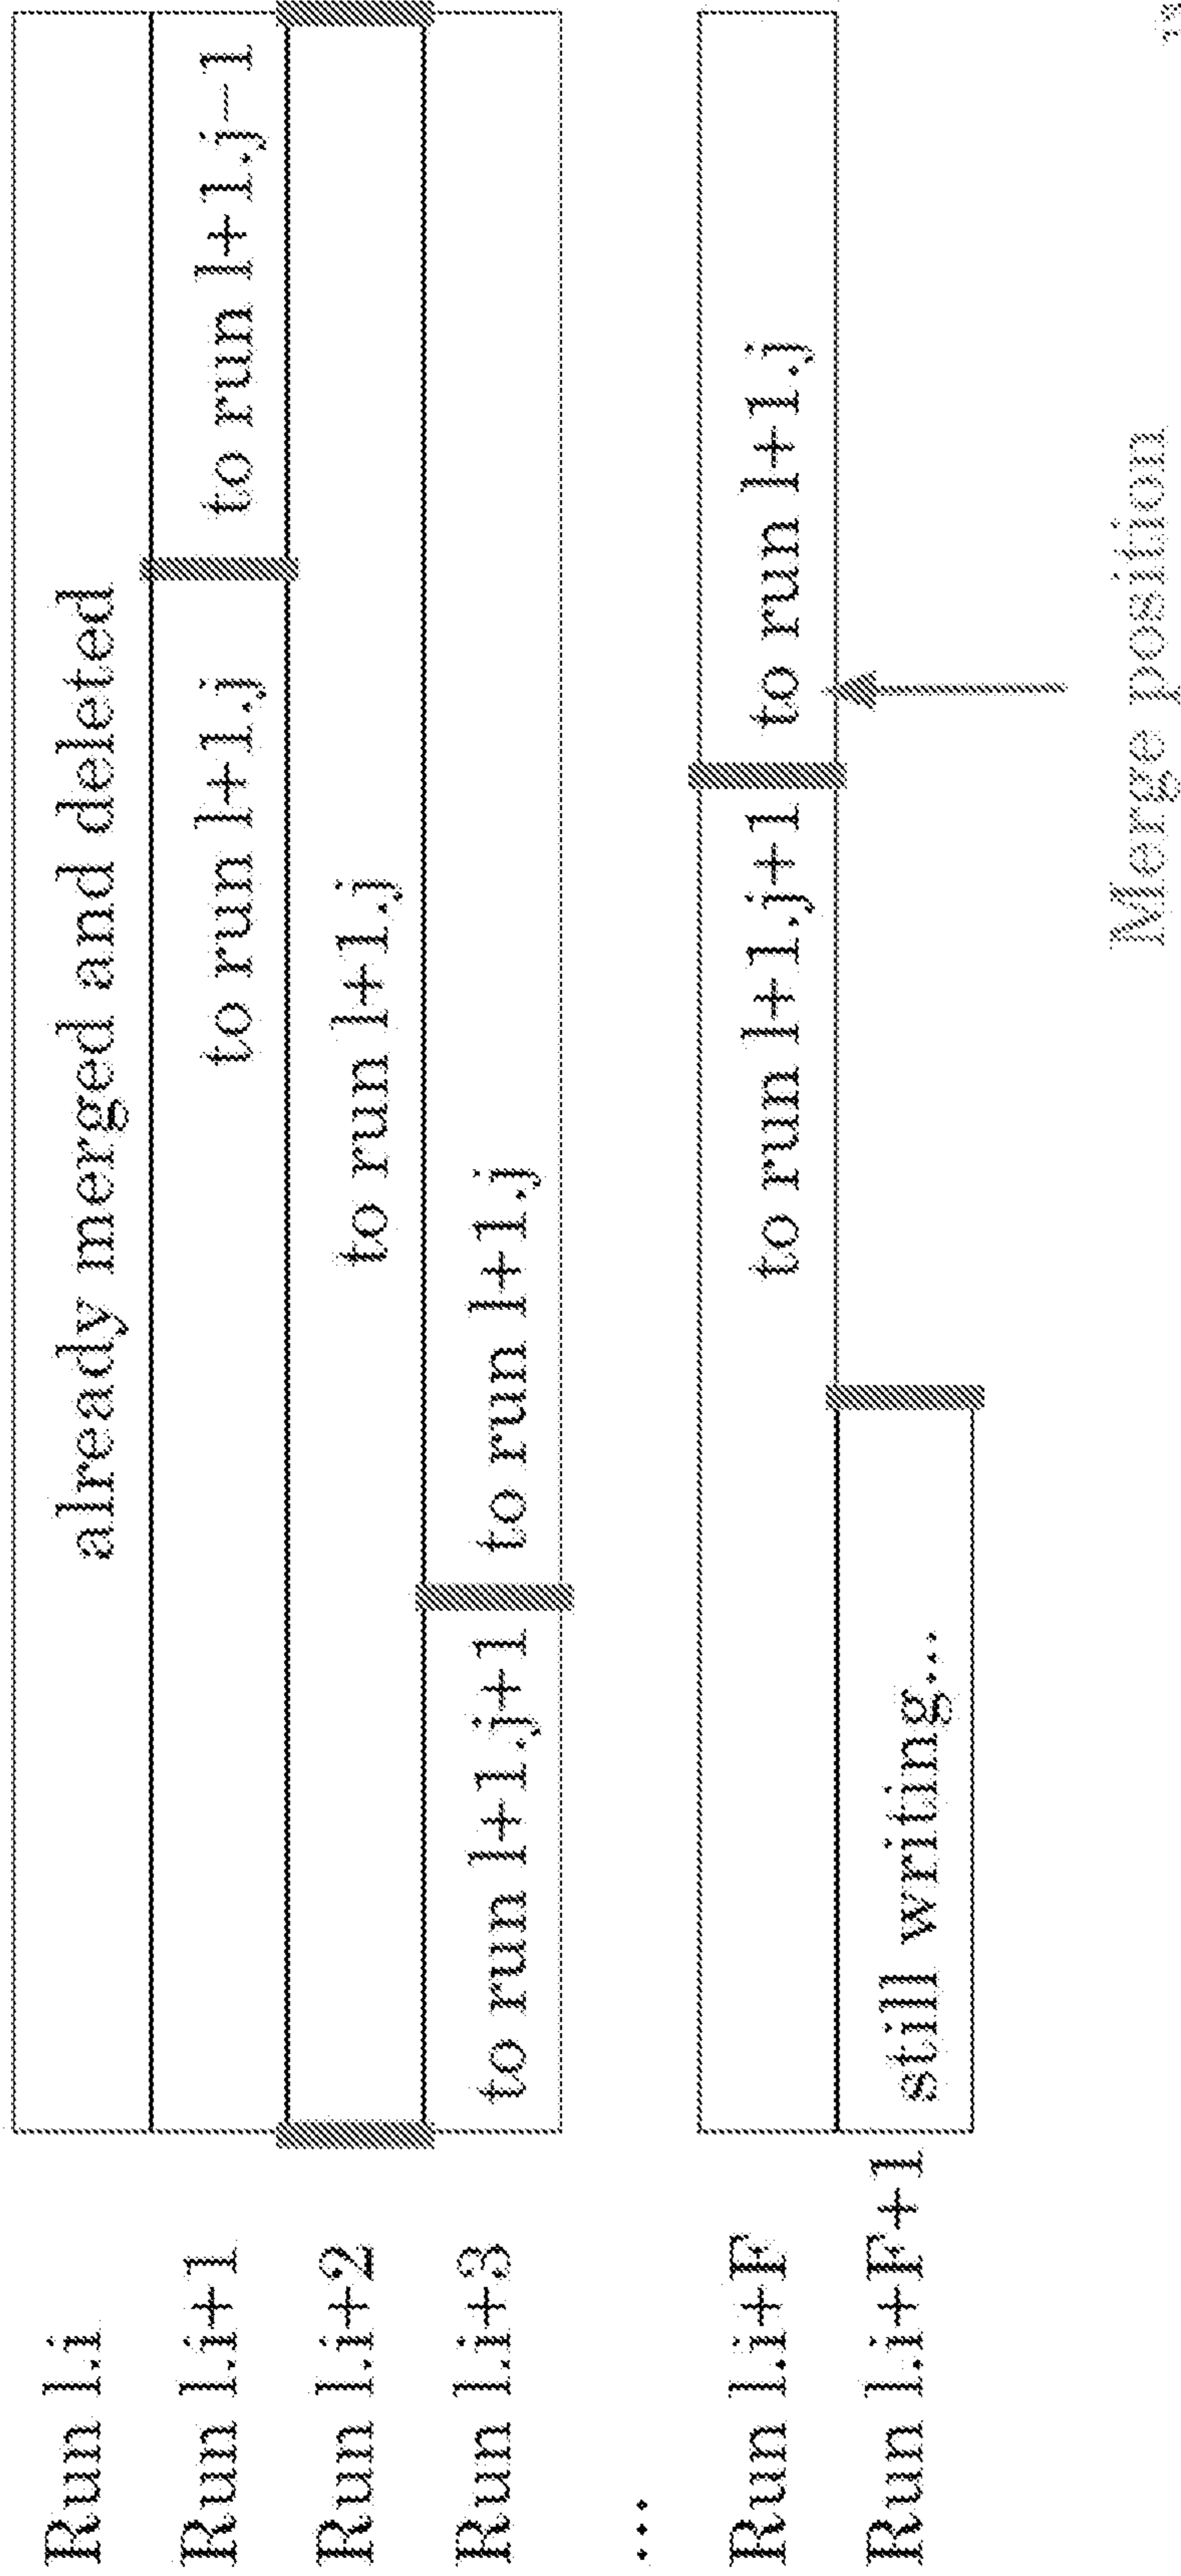 Run l.i already merged and deleted
Run l.i+1 to run l+1.j to run l+1.j−1
Run l.i+2 to run l+1.j
Run l.i+3 to run l+1.j+1 to run l+1.j
...
Run l.i+F to run l+1.j+1 to run l+1.j
Run l.i+F+1 still writing...
Merge position